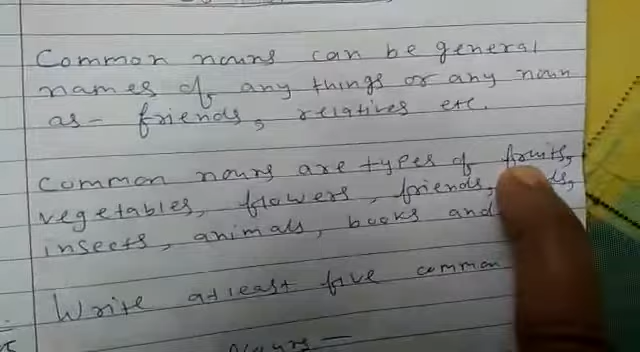 Common nouns can be general
names of any things or any noun
as - friends, relatives etc.
Common nours are types of fruits,
vegetables, flowers, friends,
insects, animals, books and
Write atleast five common